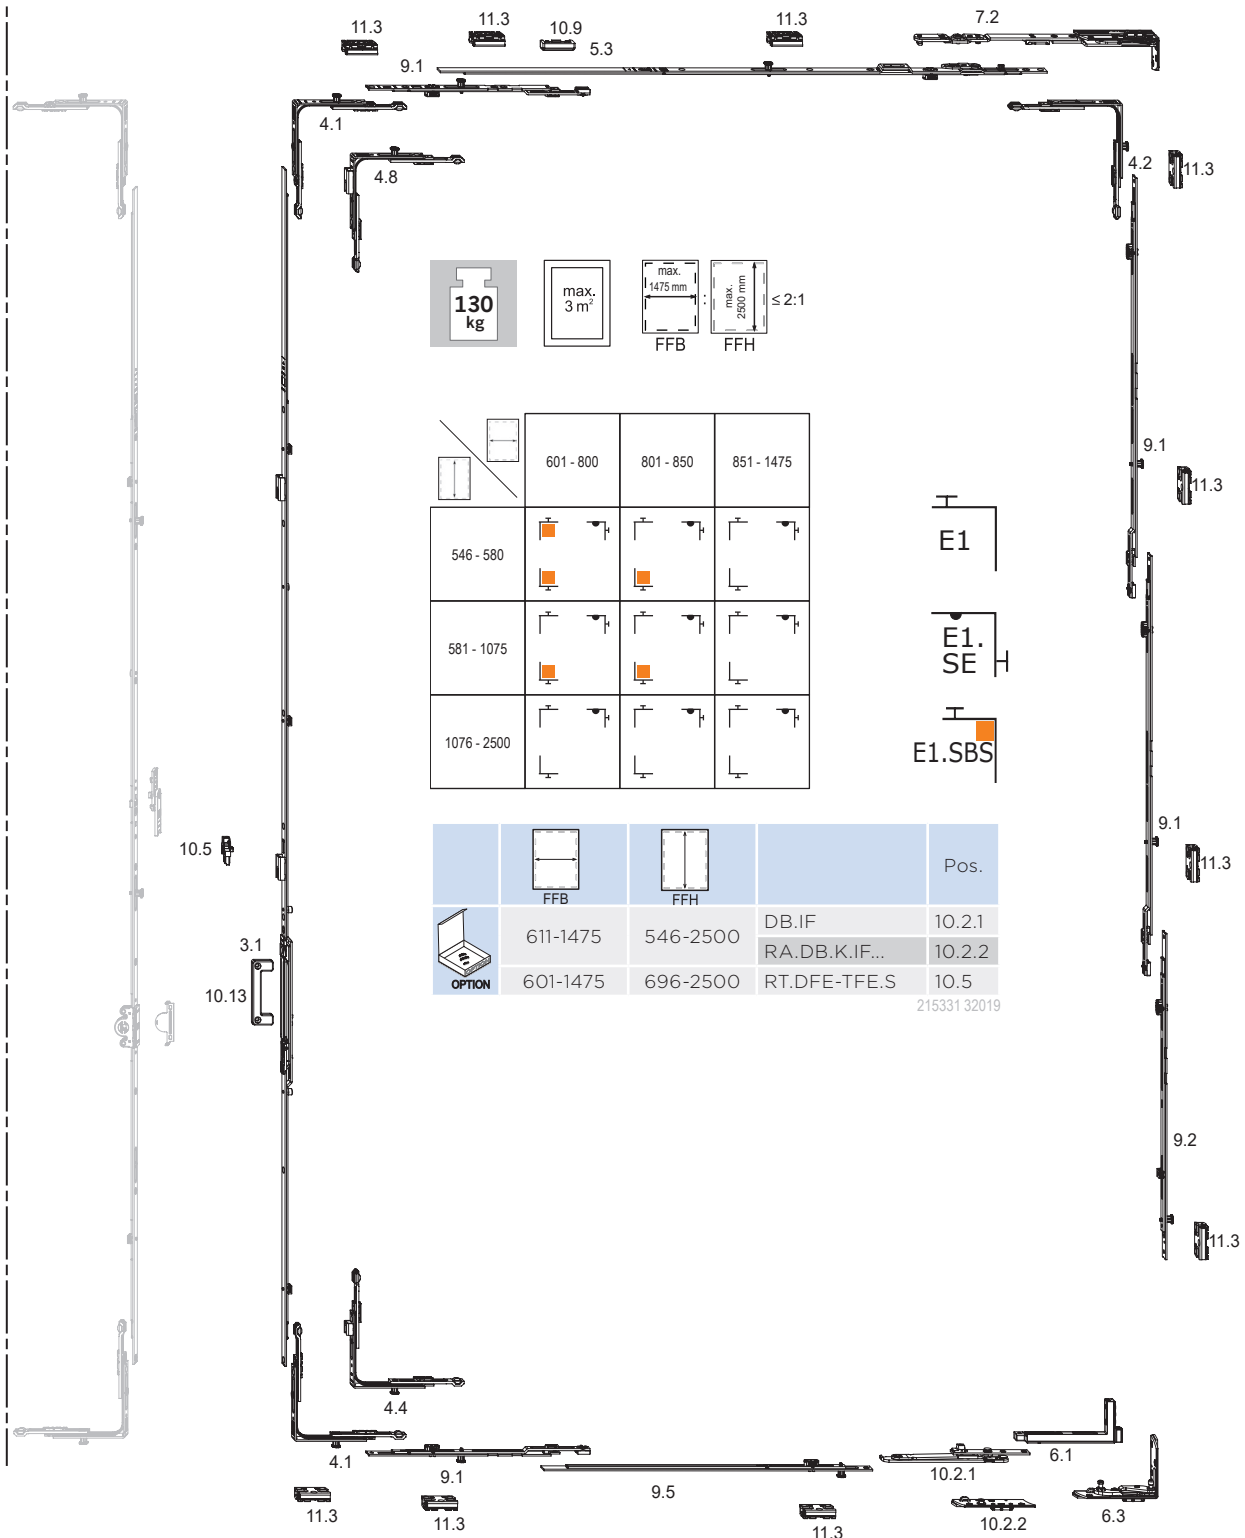 11.3
11.3
10.9
5.3
11.3
7.2
9.1
4.1
4.8
4.2
11.3
130 kg
max. 3 m²
max. 1475 mm
:
max. 2500 mm
≤ 2:1
FFB
FFH
601 - 800
801 - 850
851 - 1475
546 - 580
581 - 1075
1076 - 2500
E1
E1.
SE
E1.SBS
9.1
11.3
9.1
11.3
10.5
3.1
10.13
FFB
FFH
Pos.
OPTION
611-1475
546-2500
DB.IF
10.2.1
RA.DB.K.IF...
10.2.2
601-1475
696-2500
RT.DFE-TFE.S
10.5
215331 32019
9.2
11.3
4.4
4.1
9.1
9.5
10.2.1
6.1
11.3
11.3
11.3
10.2.2
6.3